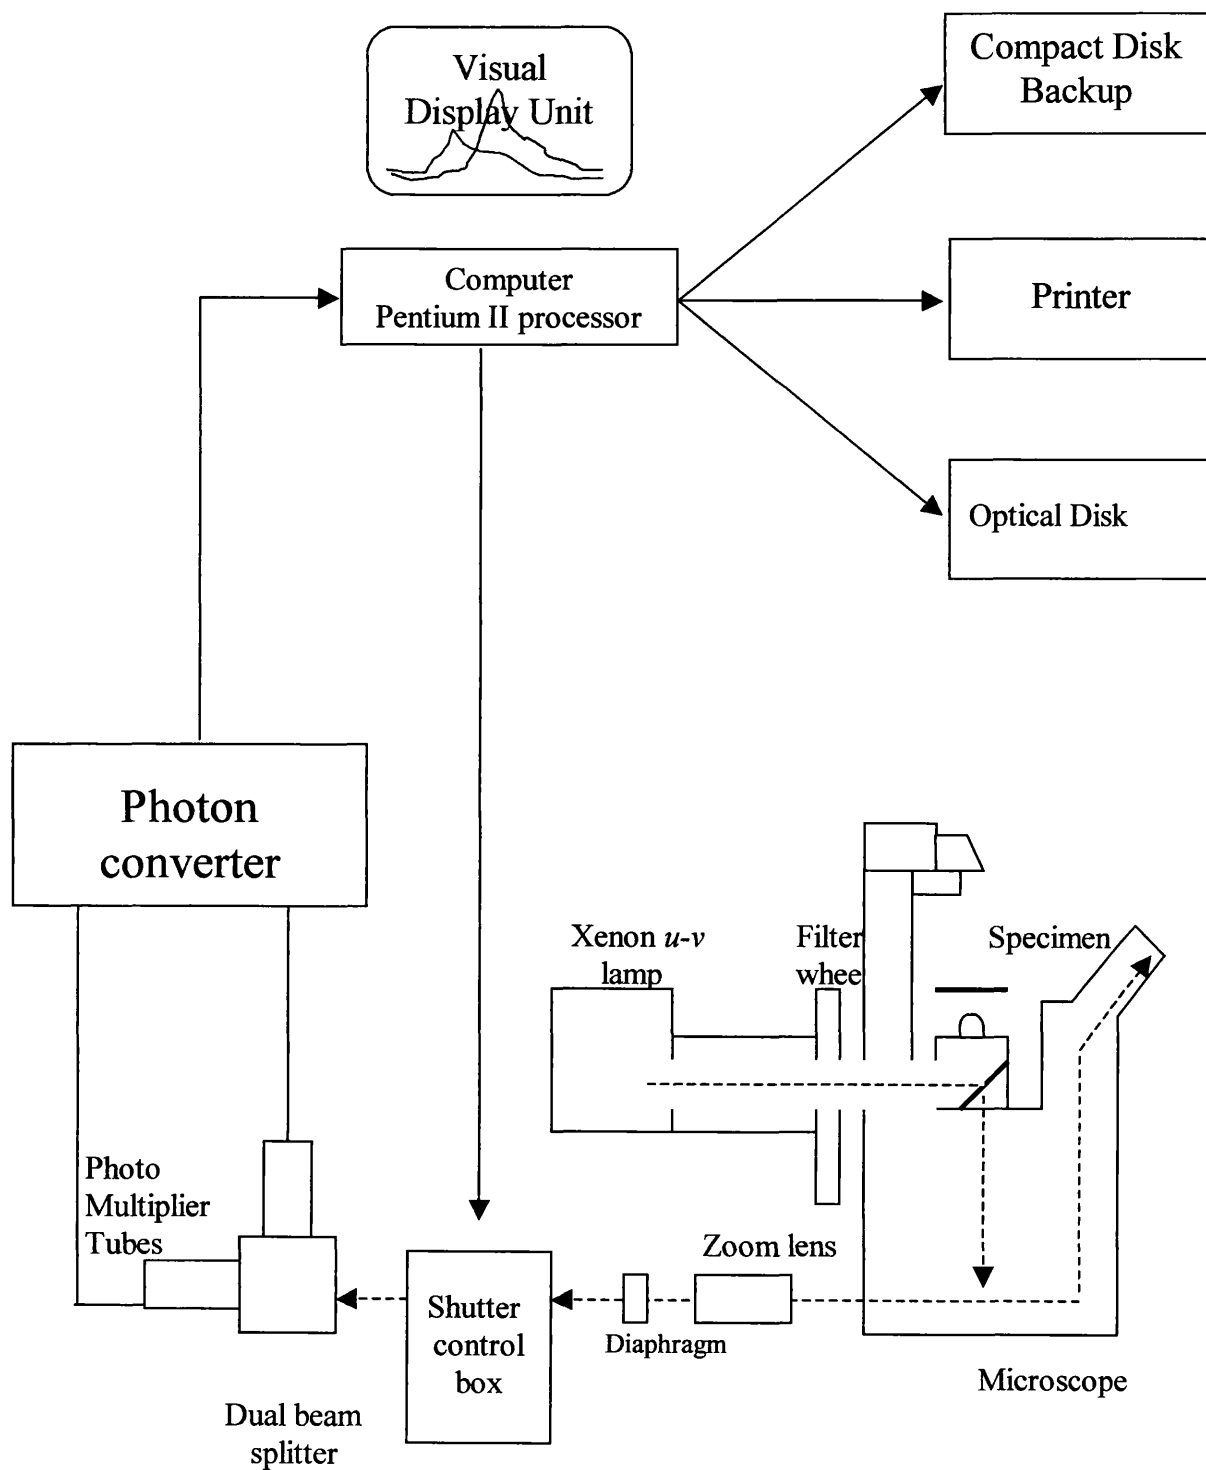 Visual
Display Unit
Compact Disk
Backup
Computer
Pentium II processor
Printer
Optical Disk
Photon
converter
Xenon u-v
lamp
Filter
whee
Specimen
Photo
Multiplier
Tubes
Zoom lens
Shutter
control
box
Diaphragm
Microscope
Dual beam
splitter